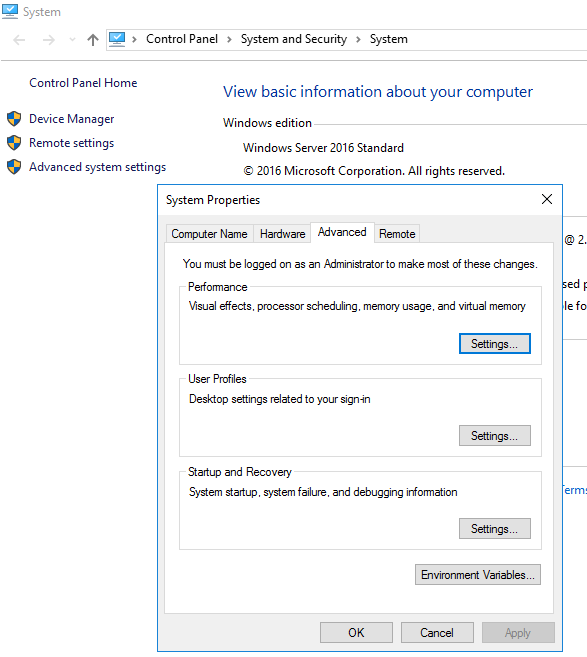 System
Control Panel > System and Security > System
Control Panel Home
Device Manager
Remote settings
Advanced system settings
View basic information about your computer
Windows edition
Windows Server 2016 Standard
© 2016 Microsoft Corporation. All rights reserved.
System Properties
Computer Name Hardware Advanced Remote
You must be logged on as an Administrator to make most of these changes.
Performance
Visual effects, processor scheduling, memory usage, and virtual memory
Settings...
User Profiles
Desktop settings related to your sign-in
Settings...
Startup and Recovery
System startup, system failure, and debugging information
Settings...
Environment Variables...
OK Cancel Apply
@ 2.